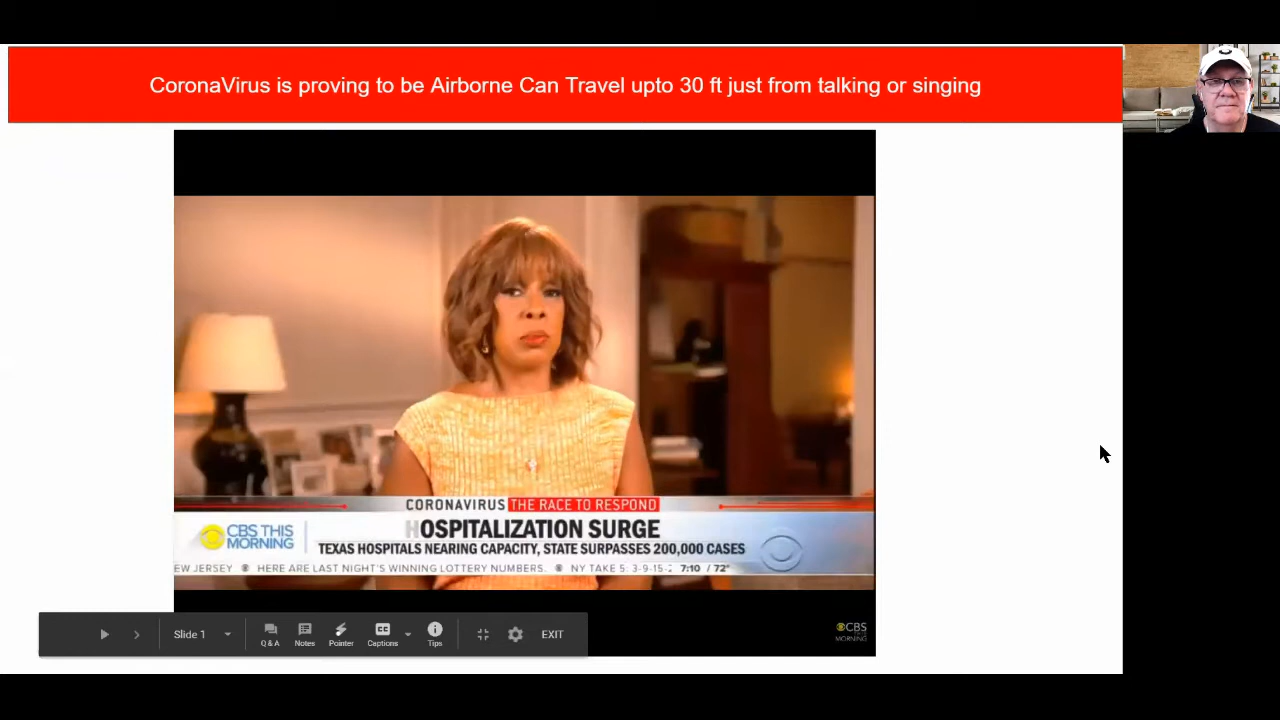 CoronaVirus is proving to be Airborne Can Travel upto 30 ft just from talking or singing
CORONAVIRUS THE RACE TO RESPOND
CBS THIS MORNING
HOSPITALIZATION SURGE
TEXAS HOSPITALS NEARING CAPACITY, STATE SURPASSES 200,000 CASES
EW JERSEY HERE ARE LAST NIGHT'S WINNING LOTTERY NUMBERS. NY TAKE 5: 3-9-15-2 7:10 / 72°
CBS
THIS
MORNING
Slide 1
Q & A
Notes
Pointer
CC
Captions
Tips
EXIT